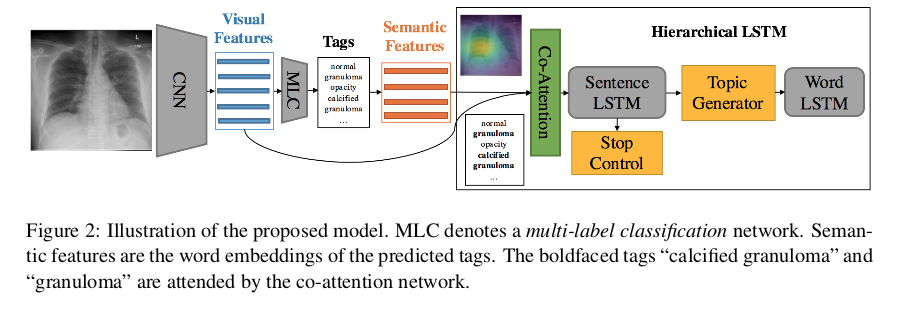 Visual
Features
Tags
Semantic
Features
Hierarchical LSTM
L
CNN
MLC
normal
granuloma
opacity
calcified
granuloma
...
Co-Attention
normal
granuloma
opacity
calcified
granuloma
...
Sentence
LSTM
Topic
Generator
Word
LSTM
Stop
Control
Figure 2: Illustration of the proposed model. MLC denotes a multi-label classification network. Seman-
tic features are the word embeddings of the predicted tags. The boldfaced tags “calcified granuloma” and
“granuloma” are attended by the co-attention network.